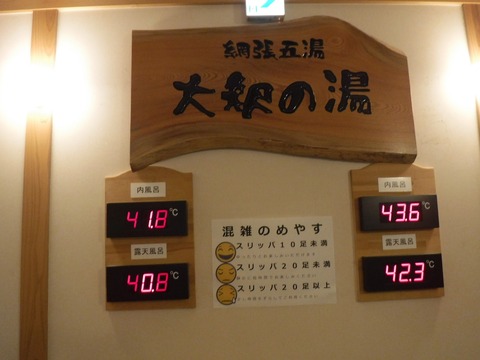 網張五湯
大釈の湯
内風呂
41.8 ℃
露天風呂
40.8 ℃
混雑のめやす
スリッパ10足未満
スリッパ20足未満
スリッパ20足以上
内風呂
43.6 ℃
露天風呂
42.3 ℃